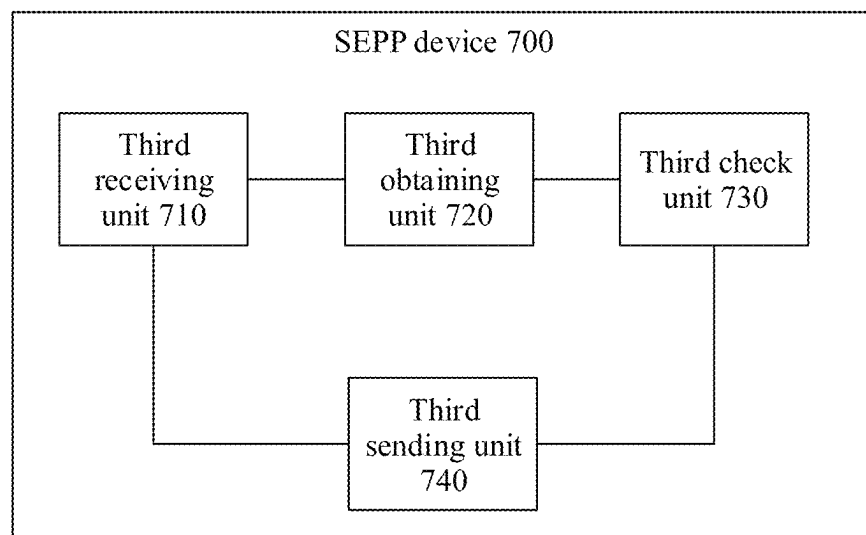 SEPP device 700
Third
receiving
unit 710
Third
obtaining
unit 720
Third check
unit 730
Third
sending unit
740